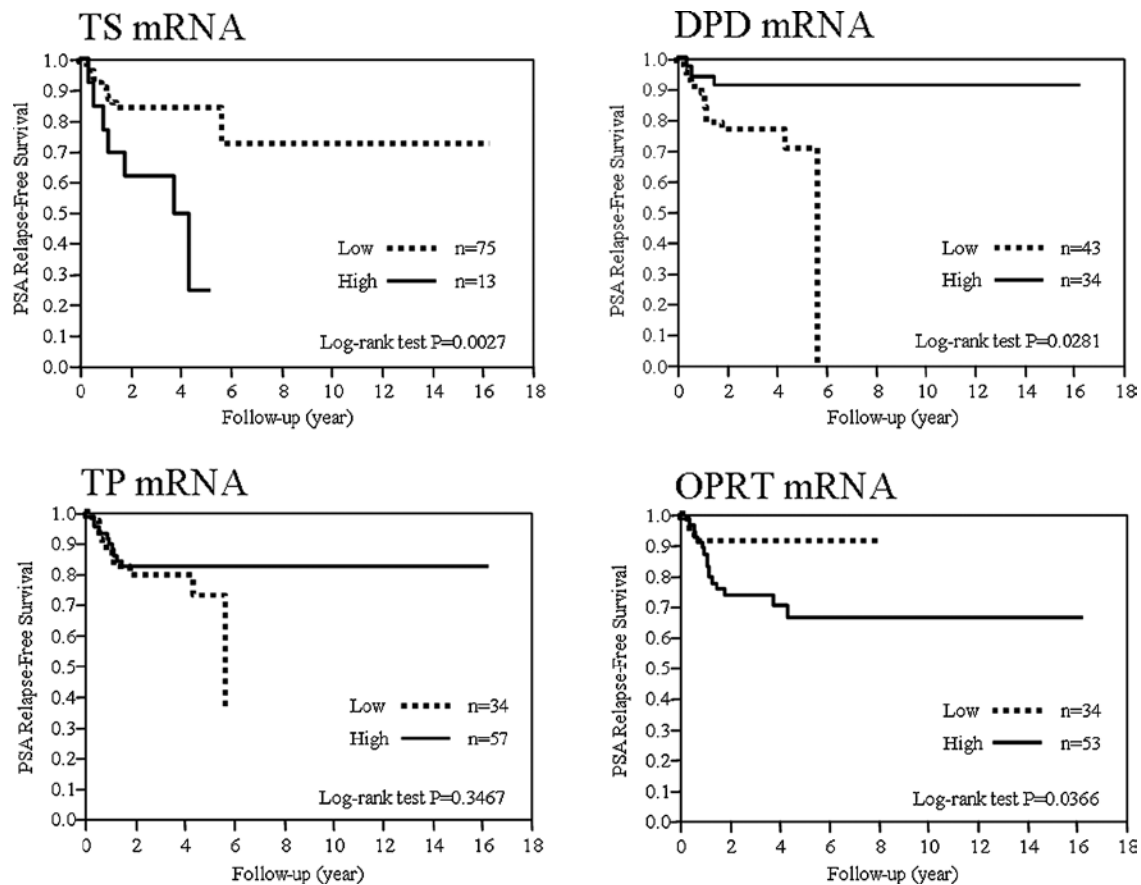 TS mRNA
PSA Relapse-Free Survival
1.0
0.9
0.8
0.7
0.6
0.5
0.4
0.3
0.2
0.1
0.0
Low n=75
High n=13
Log-rank test P=0.0027
0 2 4 6 8 10 12 14 16 18
Follow-up (year)
DPD mRNA
PSA Relapse-Free Survival
1.0
0.9
0.8
0.7
0.6
0.5
0.4
0.3
0.2
0.1
0.0
Low n=43
High n=34
Log-rank test P=0.0281
0 2 4 6 8 10 12 14 16 18
Follow-up (year)
TP mRNA
PSA Relapse-Free Survival
1.0
0.9
0.8
0.7
0.6
0.5
0.4
0.3
0.2
0.1
0.0
Low n=34
High n=57
Log-rank test P=0.3467
0 2 4 6 8 10 12 14 16 18
Follow-up (year)
OPRT mRNA
PSA Relapse-Free Survival
1.0
0.9
0.8
0.7
0.6
0.5
0.4
0.3
0.2
0.1
0.0
Low n=34
High n=53
Log-rank test P=0.0366
0 2 4 6 8 10 12 14 16 18
Follow-up (year)